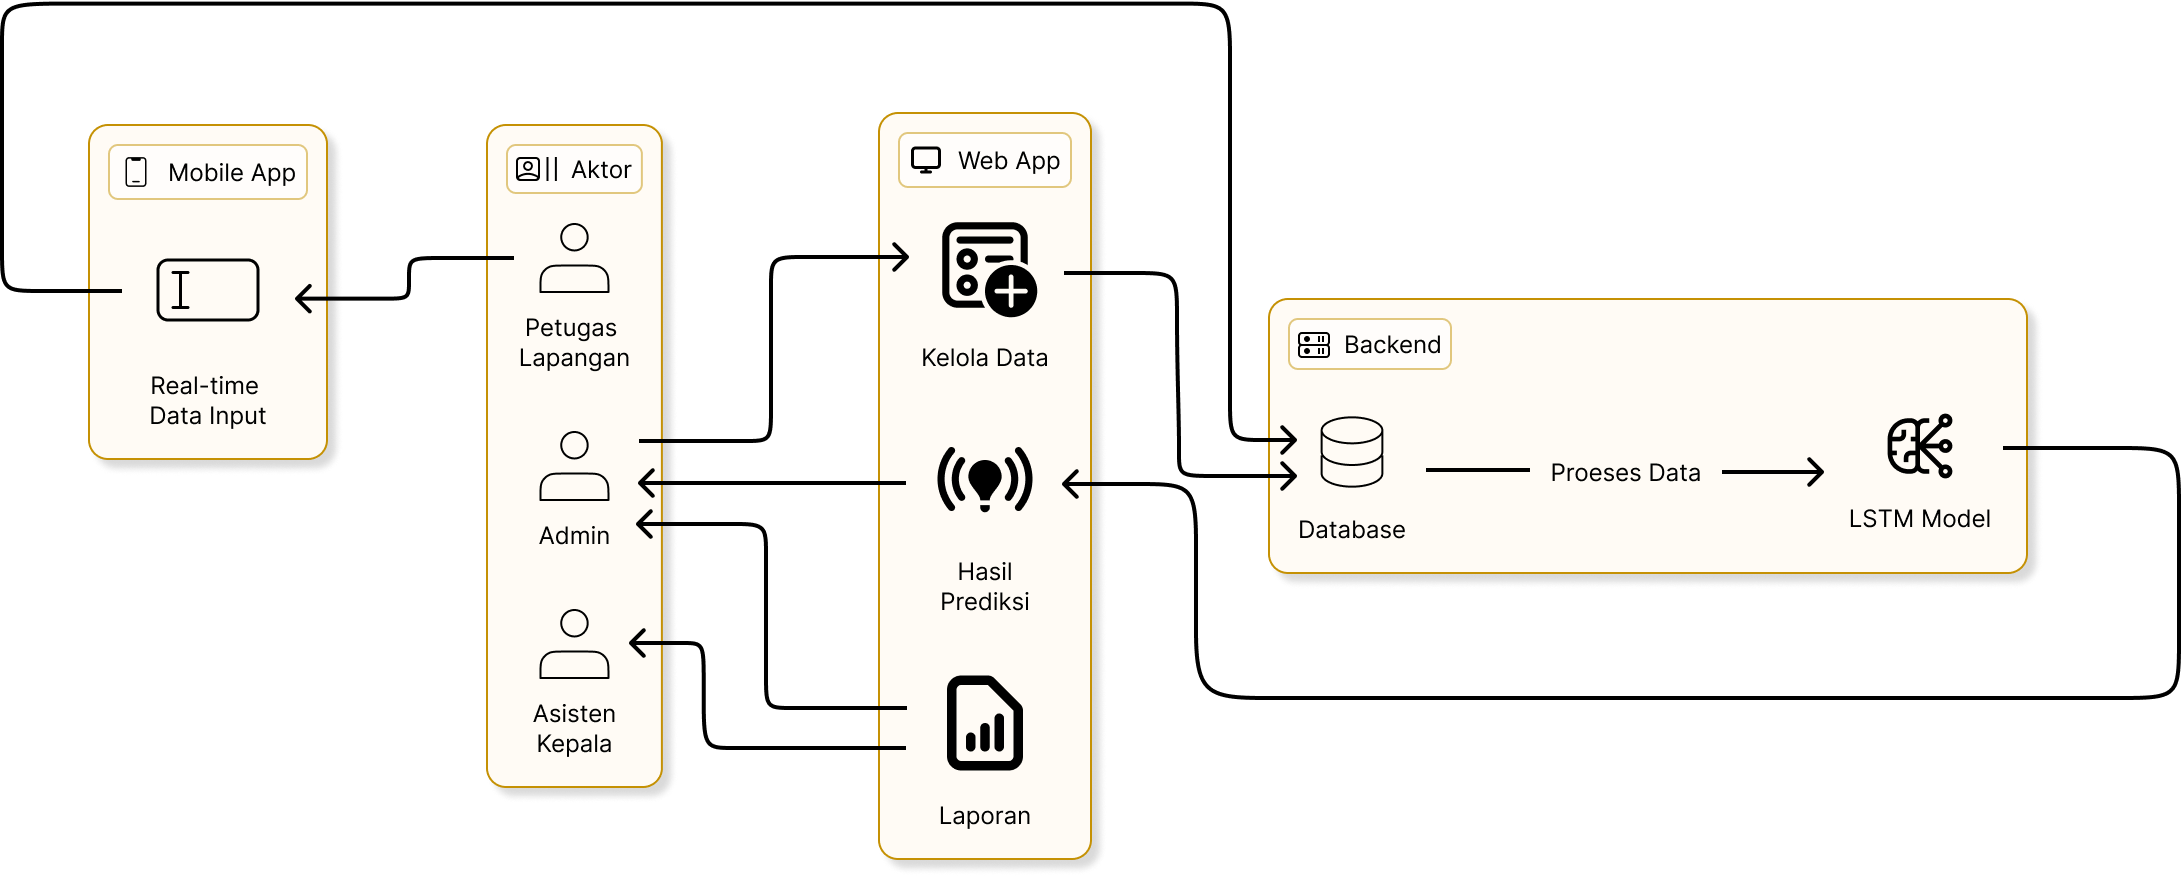 Mobile App
Real-time
Data Input
Aktor
Petugas
Lapangan
Admin
Asisten
Kepala
Web App
Kelola Data
Hasil
Prediksi
Laporan
Backend
Database
Proeses Data
LSTM Model